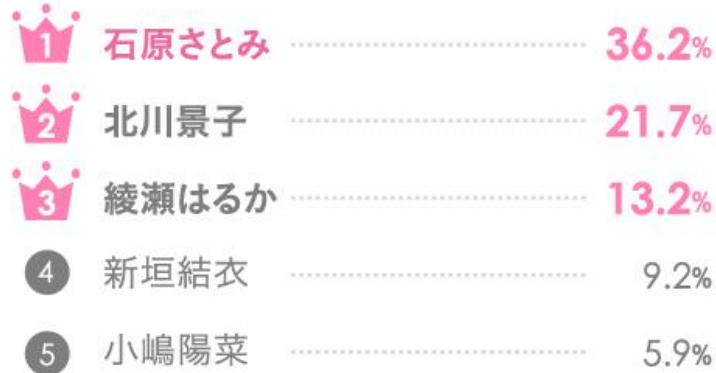 1 石原さとみ 36.2%
2 北川景子 21.7%
3 綾瀬はるか 13.2%
4 新垣結衣 9.2%
5 小嶋陽菜 5.9%